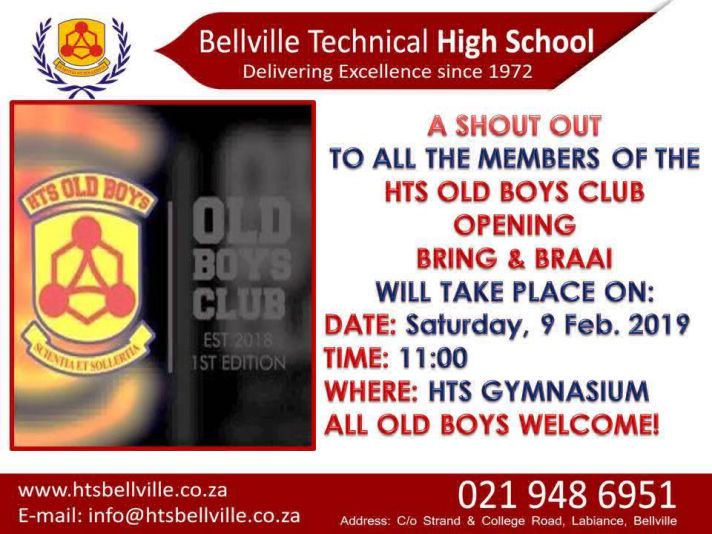 Bellville Technical High School
Delivering Excellence since 1972
SCIENTIA ET SOLLERTIA
A SHOUT OUT
TO ALL THE MEMBERS OF THE
HTS OLD BOYS CLUB
OPENING
BRING & BRAAI
WILL TAKE PLACE ON:
DATE: Saturday, 9 Feb. 2019
TIME: 11:00
WHERE: HTS GYMNASIUM
ALL OLD BOYS WELCOME!
HTS OLD BOYS
SCIENTIA ET SOLLERTIA
OLD
BOYS
CLUB
EST 2018
1ST EDITION
www.htsbellville.co.za
E-mail: info@htsbellville.co.za
021 948 6951
Address: C/o Strand & College Road, Labiance, Bellville